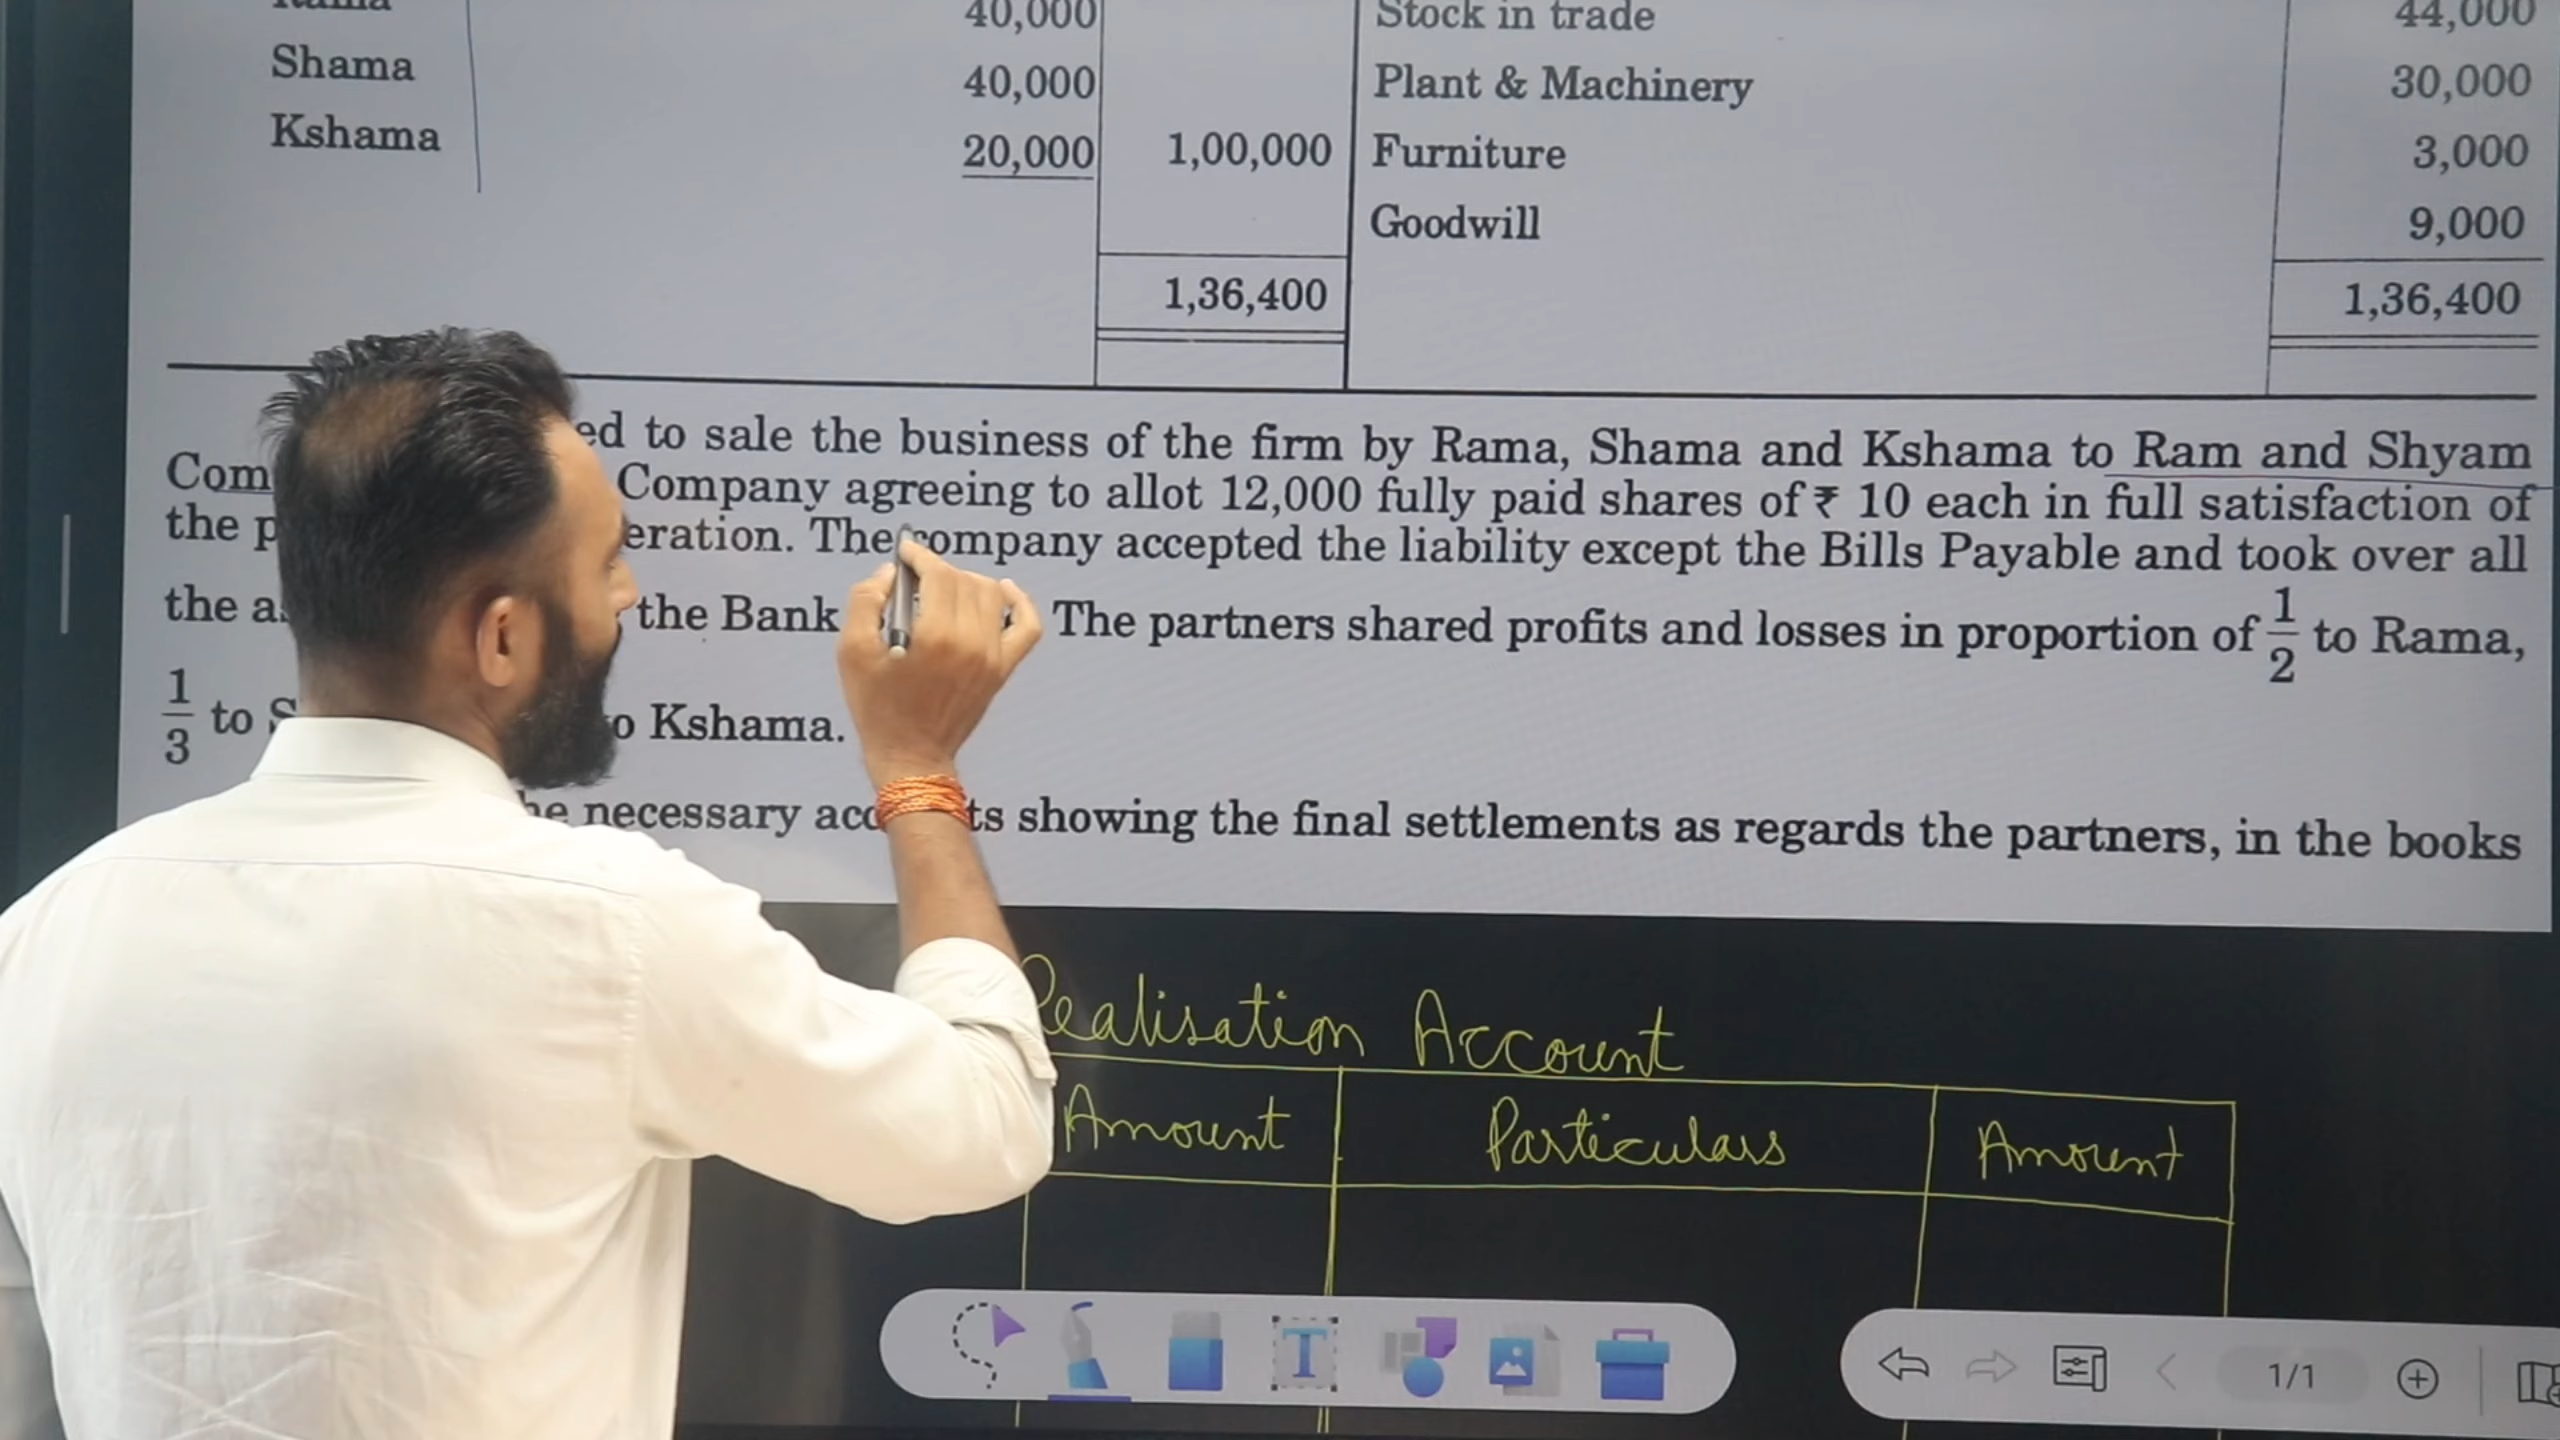 40,000 Stock in trade 44,000
Shama 40,000 Plant & Machinery 30,000
Kshama 20,000 1,00,000 Furniture 3,000
Goodwill 9,000
1,36,400 1,36,400
ed to sale the business of the firm by Rama, Shama and Kshama to Ram and Shyam
Com Company agreeing to allot 12,000 fully paid shares of ₹ 10 each in full satisfaction of
the p eration. The company accepted the liability except the Bills Payable and took over all
the a the Bank The partners shared profits and losses in proportion of 1/2 to Rama,
1/3 to S o Kshama.
he necessary acc ts showing the final settlements as regards the partners, in the books
Realisation Account
Amount Particulars Amount
T
1/1